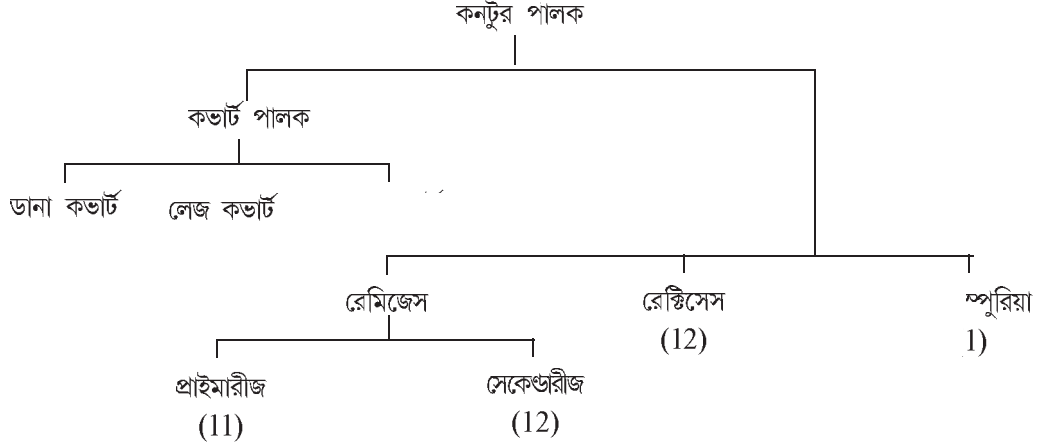 কনটুর পালক
কভার্ট পালক
ডানা কভার্ট লেজ কভার্ট
রেমিজেস রেক্ট্রিসেস স্পুরিয়া
(12) 1)
প্রাইমারীজ সেকেণ্ডারীজ
(11) (12)